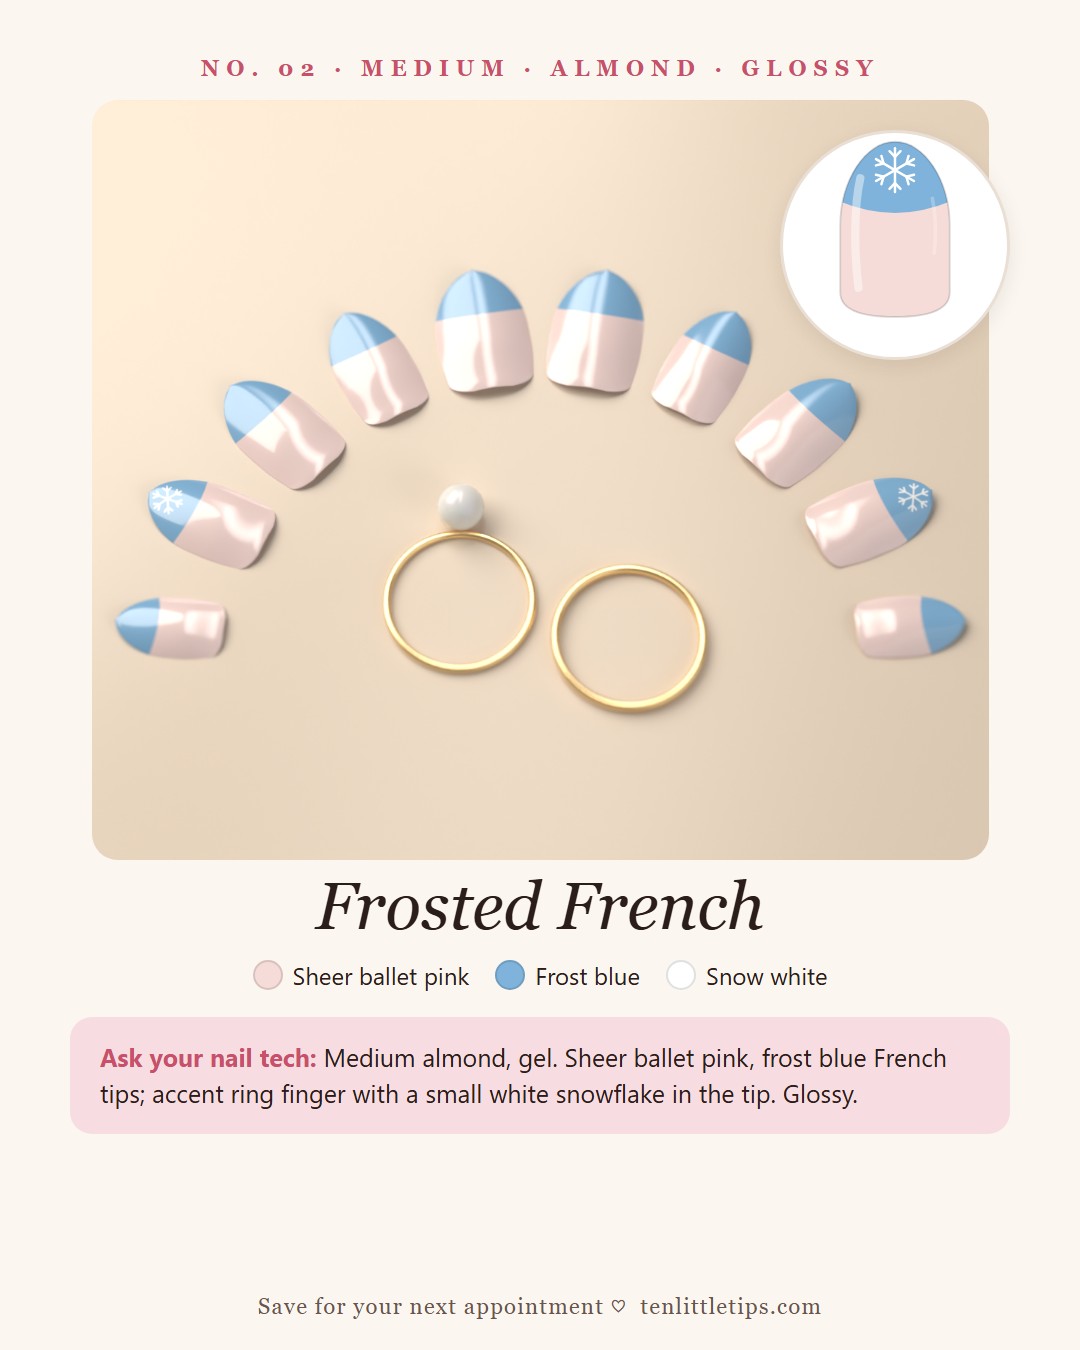 NO. 02 · MEDIUM · ALMOND · GLOSSY
Frosted French
Sheer ballet pink Frost blue Snow white
Ask your nail tech: Medium almond, gel. Sheer ballet pink, frost blue French
tips; accent ring finger with a small white snowflake in the tip. Glossy.
Save for your next appointment ♡ tenlittletips.com